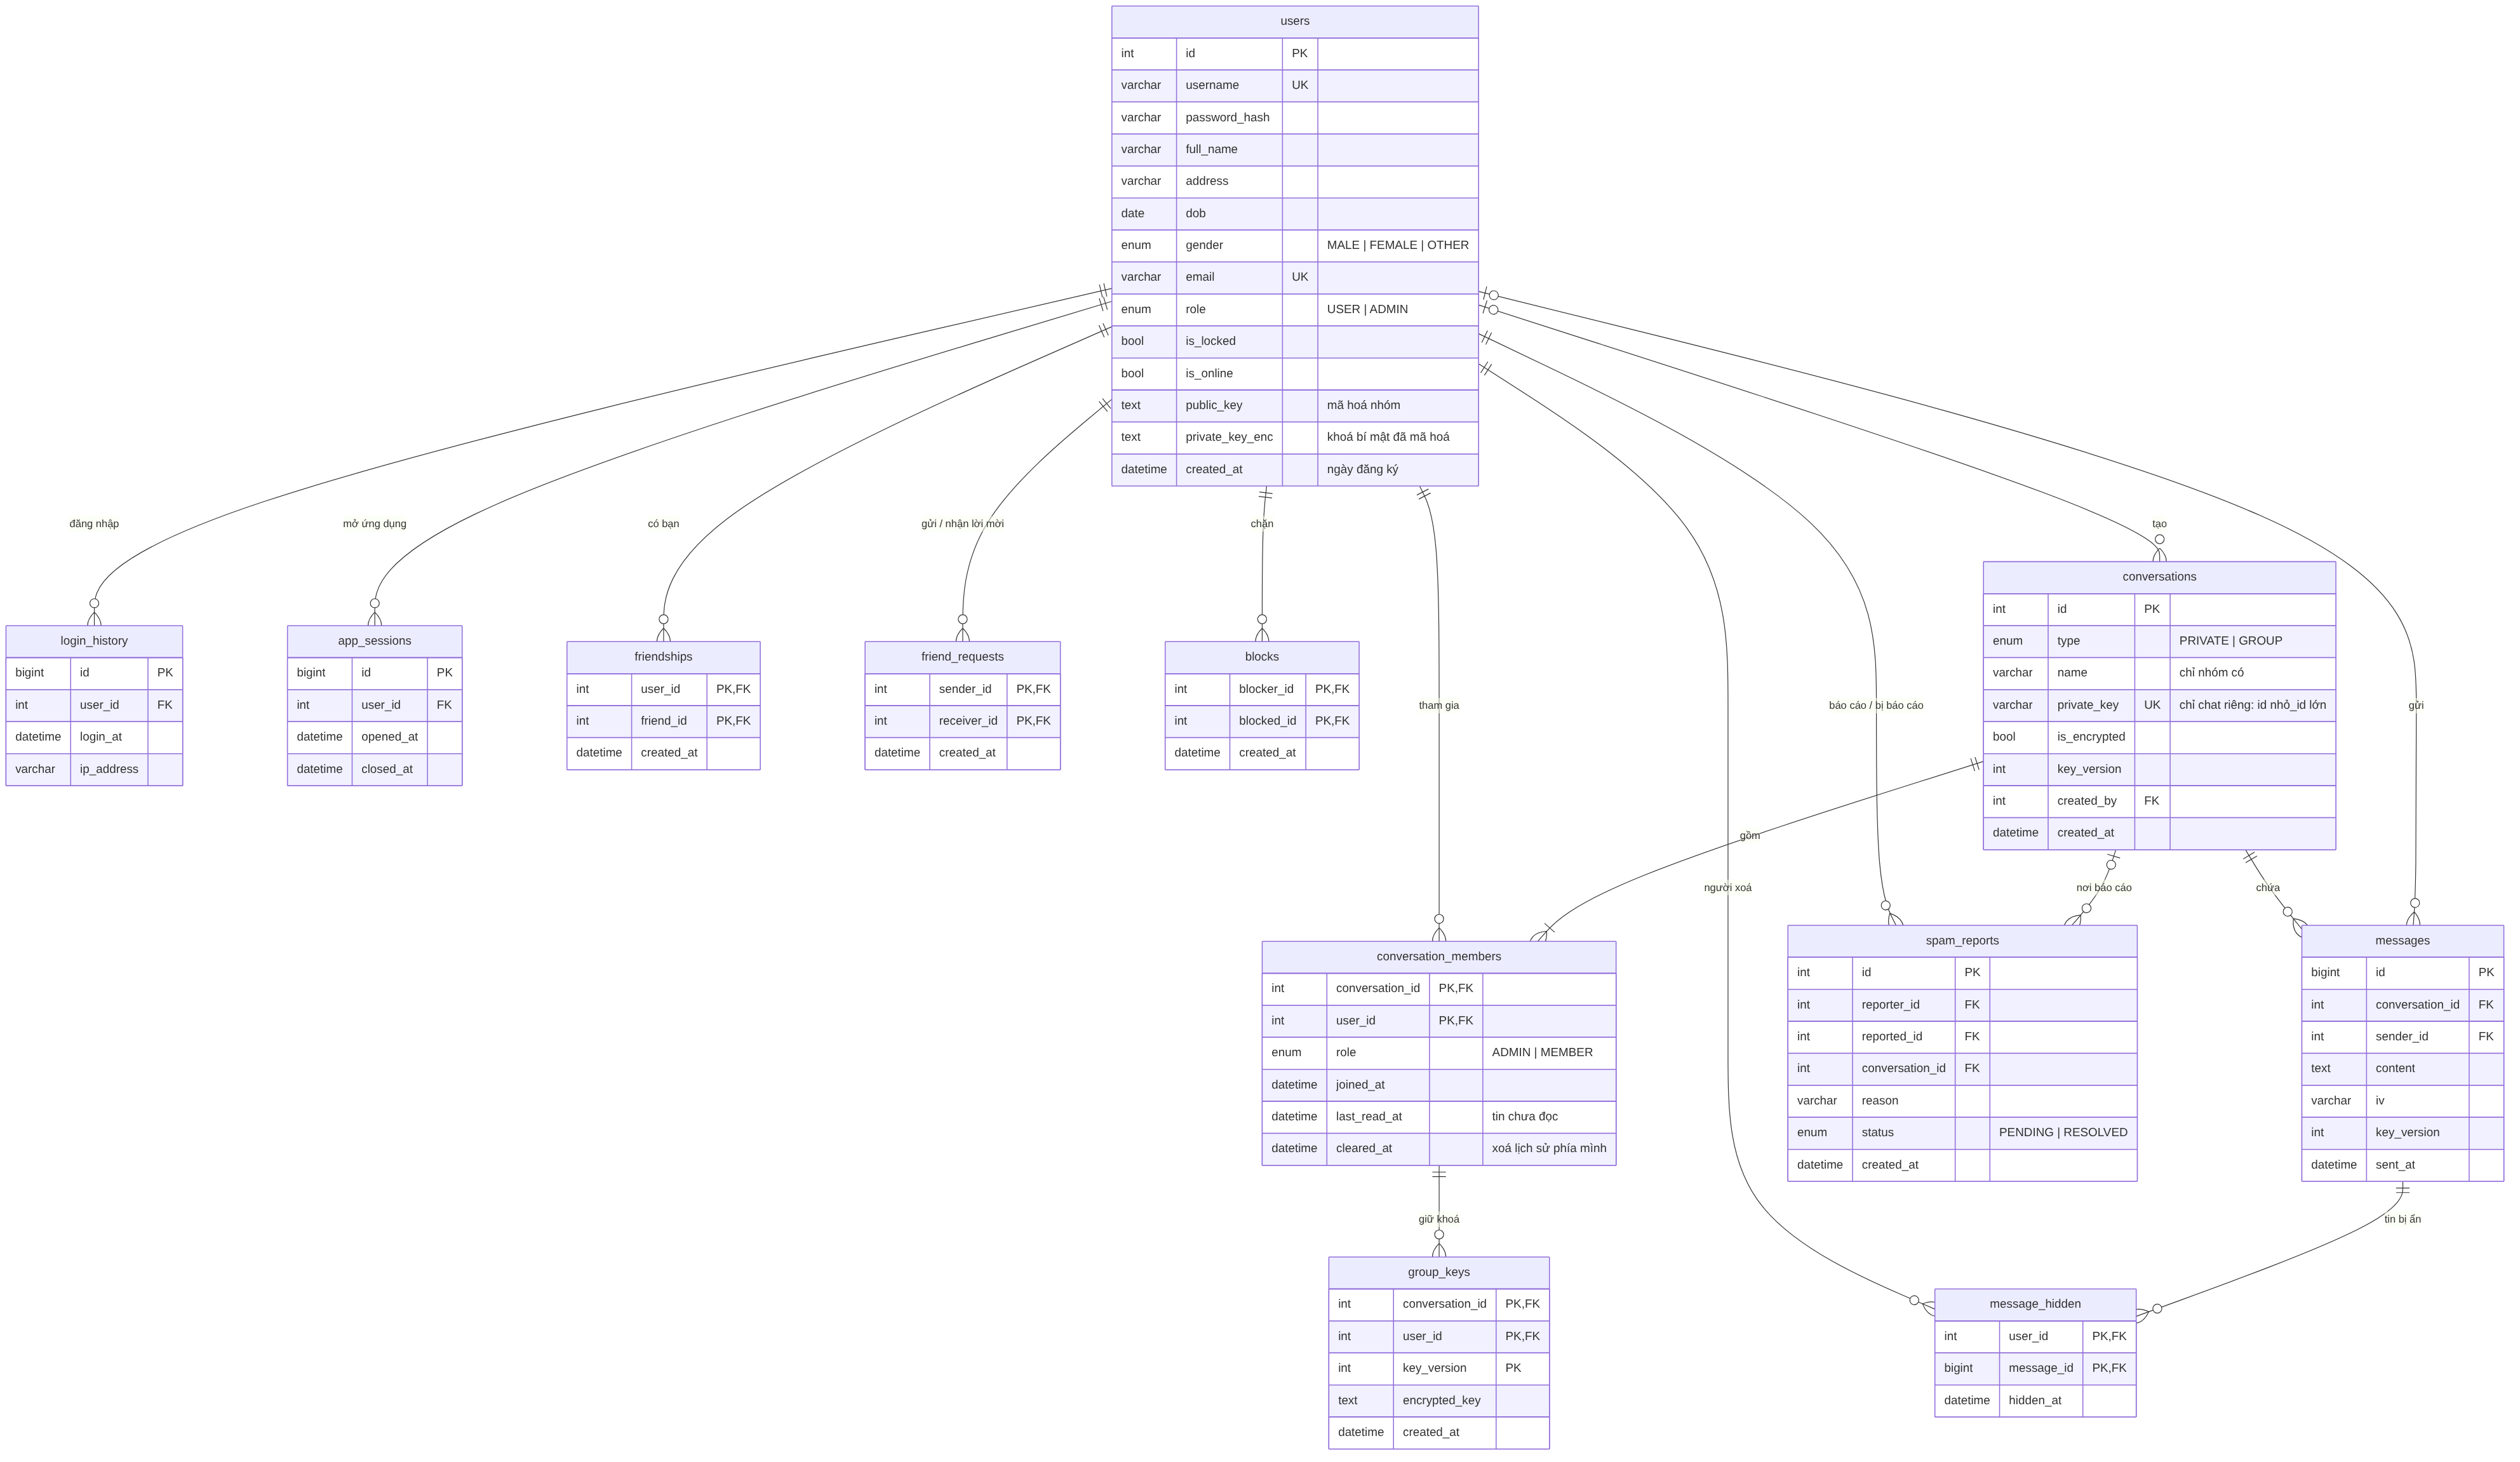 users
int id PK
varchar username UK
varchar password_hash
varchar full_name
varchar address
date dob
enum gender MALE | FEMALE | OTHER
varchar email UK
enum role USER | ADMIN
bool is_locked
bool is_online
text public_key mã hoá nhóm
text private_key_enc khoá bí mật đã mã hoá
datetime created_at ngày đăng ký
đăng nhập
mở ứng dụng
có bạn
gửi / nhận lời mời
chặn
tham gia
báo cáo / bị báo cáo
tạo
gửi
người xoá
gồm
nơi báo cáo
chứa
giữ khoá
tin bị ẩn
login_history
bigint id PK
int user_id FK
datetime login_at
varchar ip_address
app_sessions
bigint id PK
int user_id FK
datetime opened_at
datetime closed_at
friendships
int user_id PK,FK
int friend_id PK,FK
datetime created_at
friend_requests
int sender_id PK,FK
int receiver_id PK,FK
datetime created_at
blocks
int blocker_id PK,FK
int blocked_id PK,FK
datetime created_at
conversations
int id PK
enum type PRIVATE | GROUP
varchar name chỉ nhóm có
varchar private_key UK chỉ chat riêng: id nhỏ_id lớn
bool is_encrypted
int key_version
int created_by FK
datetime created_at
conversation_members
int conversation_id PK,FK
int user_id PK,FK
enum role ADMIN | MEMBER
datetime joined_at
datetime last_read_at tin chưa đọc
datetime cleared_at xoá lịch sử phía mình
spam_reports
int id PK
int reporter_id FK
int reported_id FK
int conversation_id FK
varchar reason
enum status PENDING | RESOLVED
datetime created_at
messages
bigint id PK
int conversation_id FK
int sender_id FK
text content
varchar iv
int key_version
datetime sent_at
group_keys
int conversation_id PK,FK
int user_id PK,FK
int key_version PK
text encrypted_key
datetime created_at
message_hidden
int user_id PK,FK
bigint message_id PK,FK
datetime hidden_at